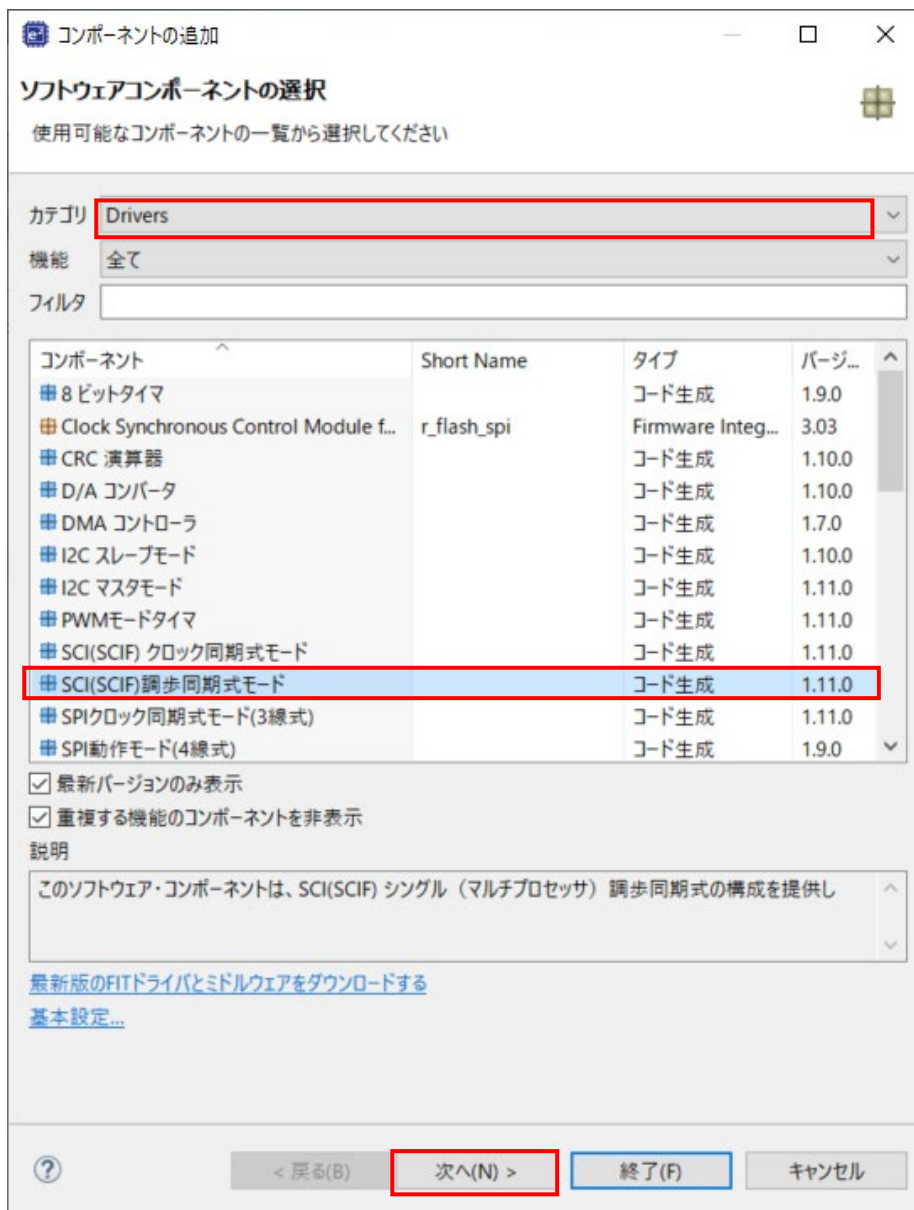 コンポーネントの追加
ソフトウェアコンポーネントの選択
使用可能なコンポーネントの一覧から選択してください
カテゴリ Drivers
機能 全て
フィルタ
コンポーネント Short Name タイプ バージ...
8 ビットタイマ コード生成 1.9.0
Clock Synchronous Control Module f... r_flash_spi Firmware Integ... 3.03
CRC 演算器 コード生成 1.10.0
D/A コンバータ コード生成 1.10.0
DMA コントローラ コード生成 1.7.0
I2C スレーブモード コード生成 1.10.0
I2C マスタモード コード生成 1.11.0
PWMモードタイマ コード生成 1.11.0
SCI(SCIF) クロック同期式モード コード生成 1.11.0
SCI(SCIF)調歩同期式モード コード生成 1.11.0
SPIクロック同期式モード(3線式) コード生成 1.11.0
SPI動作モード(4線式) コード生成 1.9.0
最新バージョンのみ表示
重複する機能のコンポーネントを非表示
説明
このソフトウェア・コンポーネントは、SCI(SCIF) シングル（マルチプロセッサ）調歩同期式の構成を提供し
最新版のFITドライバとミドルウェアをダウンロードする
基本設定...
< 戻る(B) 次へ(N) > 終了(F) キャンセル